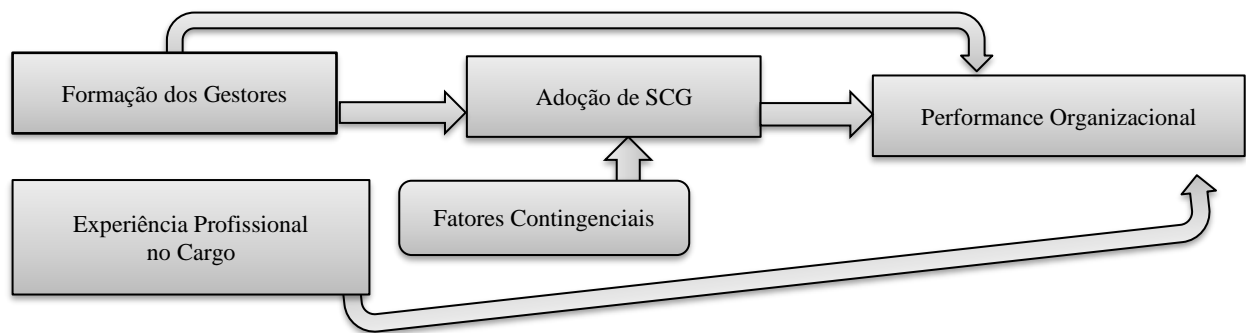 Formação dos Gestores
Adoção de SCG
Performance Organizacional
Experiência Profissional
no Cargo
Fatores Contingenciais